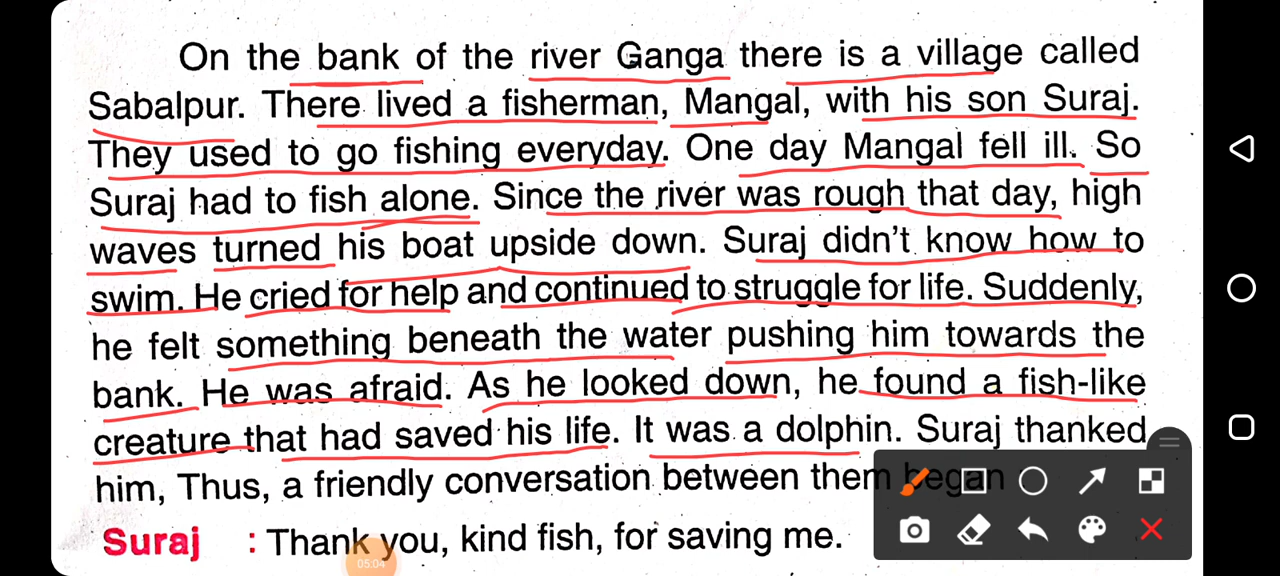 On the bank of the river Ganga there is a village called
Sabalpur. There lived a fisherman, Mangal, with his son Suraj.
They used to go fishing everyday. One day Mangal fell ill. So
Suraj had to fish alone. Since the river was rough that day, high
waves turned his boat upside down. Suraj didn't know how to
swim. He cried for help and continued to struggle for life. Suddenly,
he felt something beneath the water pushing him towards the
bank. He was afraid. As he looked down, he found a fish-like
creature that had saved his life. It was a dolphin. Suraj thanked
him, Thus, a friendly conversation between them began
Suraj : Thank you, kind fish, for saving me.
05:04